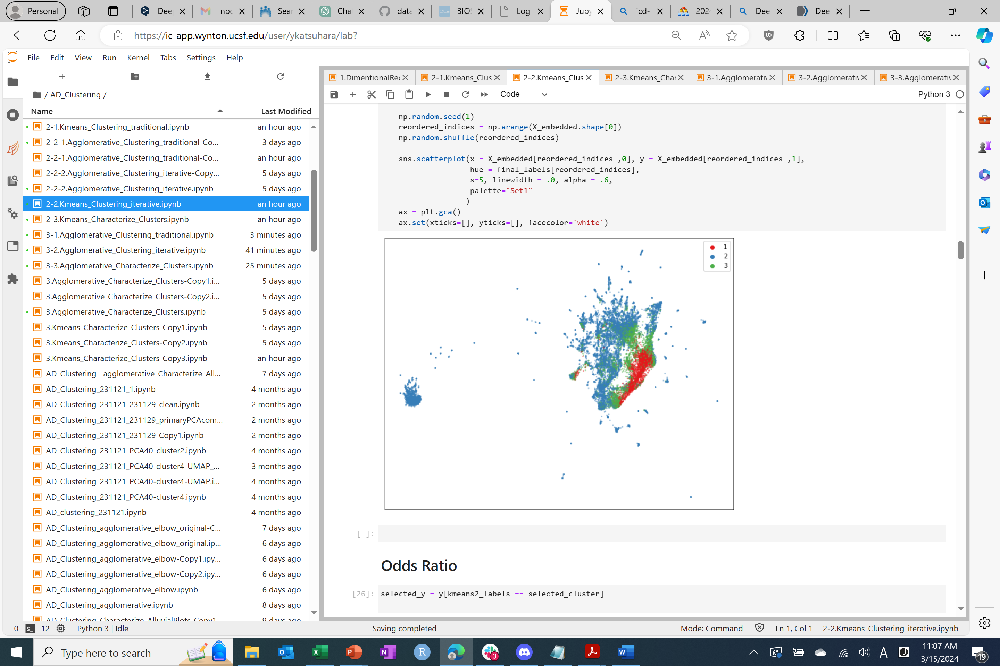 Personal
Dee
Inbo
Sear
Cha
data
BIO
Log
Jupy
icd-
202
Dee
Dee
https://ic-app.wynton.ucsf.edu/user/ykatsuhara/lab?
File Edit View Run Kernel Tabs Settings Help
/ AD_Clustering /
Name Last Modified
2-1.Kmeans_Clustering_traditional.ipynb an hour ago
2-2-1.Agglomerative_Clustering_traditional-Co... 3 days ago
2-2-1.Agglomerative_Clustering_traditional-Co... an hour ago
2-2-2.Agglomerative_Clustering_iterative-Copy... 5 days ago
2-2-2.Agglomerative_Clustering_iterative.ipynb 5 days ago
2-2.Kmeans_Clustering_iterative.ipynb an hour ago
2-3.Kmeans_Characterize_Clusters.ipynb an hour ago
3-1.Agglomerative_Clustering_traditional.ipynb 3 minutes ago
3-2.Agglomerative_Clustering_iterative.ipynb 41 minutes ago
3-3.Agglomerative_Characterize_Clusters.ipynb 25 minutes ago
3.Agglomerative_Characterize_Clusters-Copy1.i... 5 days ago
3.Agglomerative_Characterize_Clusters-Copy2.i... 5 days ago
3.Agglomerative_Characterize_Clusters.ipynb 5 days ago
3.Kmeans_Characterize_Clusters-Copy1.ipynb 5 days ago
3.Kmeans_Characterize_Clusters-Copy2.ipynb 5 days ago
3.Kmeans_Characterize_Clusters-Copy3.ipynb an hour ago
AD_Clustering__agglomerative_Characterize_All... 7 days ago
AD_Clustering_231121_1.ipynb 4 months ago
AD_Clustering_231121_231129_clean.ipynb 2 months ago
AD_Clustering_231121_231129_primaryPCAcom... 2 months ago
AD_Clustering_231121_231129-Copy1.ipynb 2 months ago
AD_Clustering_231121_PCA40_cluster2.ipynb 4 months ago
AD_Clustering_231121_PCA40-cluster4-UMAP_... 3 months ago
AD_Clustering_231121_PCA40-cluster4-UMAP.i... 4 months ago
AD_Clustering_231121_PCA40-cluster4.ipynb 4 months ago
AD_clustering_231121.ipynb 4 months ago
AD_Clustering_agglomerative_elbow_original-C... 7 days ago
AD_Clustering_agglomerative_elbow_original.ip... 6 days ago
AD_Clustering_agglomerative_elbow-Copy1.ipy... 6 days ago
AD_Clustering_agglomerative_elbow-Copy2.ipy... 6 days ago
AD_Clustering_agglomerative_elbow.ipynb 6 days ago
AD_Clustering_agglomerative.ipynb 8 days ago
1.DimentionalRec
2-1.Kmeans_Clus
2-2.Kmeans_Clus
2-3.Kmeans_Char
3-1.Agglomerativ
3-2.Agglomerativ
3-3.Agglomerativ
Code
Python 3
np.random.seed(1)
reordered_indices = np.arange(X_embedded.shape[0])
np.random.shuffle(reordered_indices)
sns.scatterplot(x = X_embedded[reordered_indices ,0], y = X_embedded[reordered_indices ,1],
hue = final_labels[reordered_indices],
s=5, linewidth = .0, alpha = .6,
palette="Set1"
)
ax = plt.gca()
ax.set(xticks=[], yticks=[], facecolor='white')
1
2
3
[ ]:
Odds Ratio
[26]: selected_y = y[kmeans2_labels == selected_cluster]
0 12 Python 3 | Idle Saving completed Mode: Command Ln 1, Col 1 2-2.Kmeans_Clustering_iterative.ipynb
Type here to search
3
A
11:07 AM
3/15/2024
19